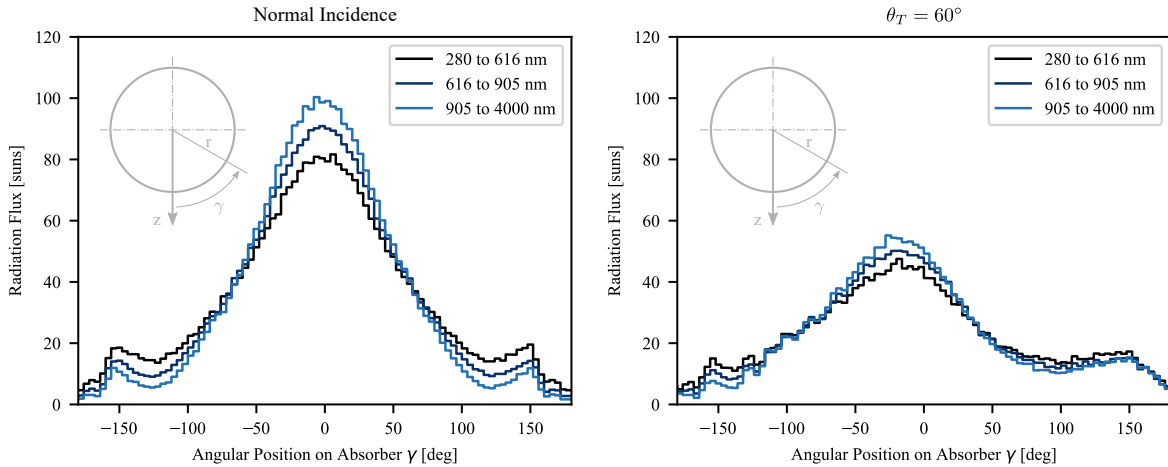 Normal Incidence
120
100
80
60
40
20
0
Radiation Flux [suns]
280 to 616 nm
616 to 905 nm
905 to 4000 nm
r
z
γ
−150 −100 −50 0 50 100 150
Angular Position on Absorber γ [deg]
θ_T = 60°
120
100
80
60
40
20
0
Radiation Flux [suns]
280 to 616 nm
616 to 905 nm
905 to 4000 nm
r
z
γ
−150 −100 −50 0 50 100 150
Angular Position on Absorber γ [deg]